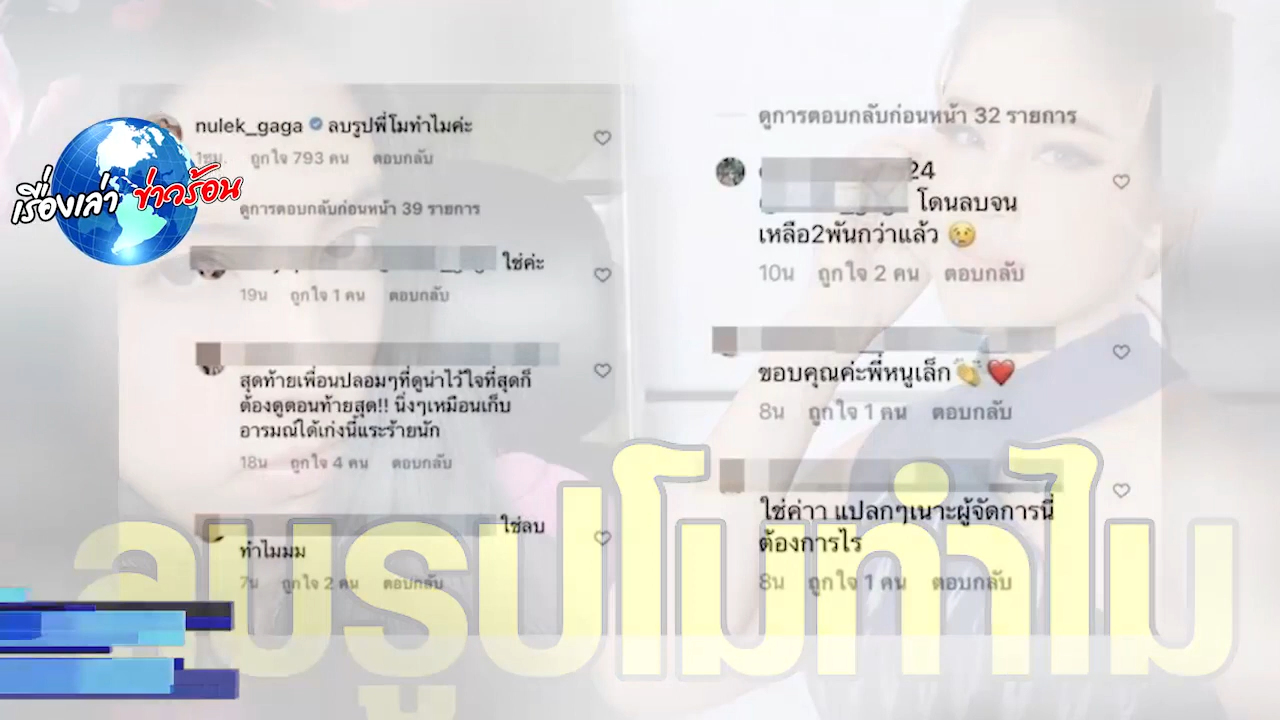 เรื่องเล่า ข่าวร้อน
nulek_gaga ลบรูปพี่โมทำไมค่ะ
1ชม. ถูกใจ 793 คน ตอบกลับ
ดูการตอบกลับก่อนหน้า 39 รายการ
ใช่ค่ะ
19น ถูกใจ 1 คน ตอบกลับ
สุดท้ายเพื่อนปลอมๆที่ดูน่าไว้ใจที่สุดก็
ต้องดูตอนท้ายสุด!! นิ่งๆเหมือนเก็บ
อารมณ์ได้เก่งนี้แระร้ายนัก
18น ถูกใจ 4 คน ตอบกลับ
ใช่ลบ
ทำไมมม
7น ถูกใจ 2 คน ตอบกลับ
ดูการตอบกลับก่อนหน้า 32 รายการ
24
โดนลบจน
เหลือ2พันกว่าแล้ว 😢
10น ถูกใจ 2 คน ตอบกลับ
ขอบคุณค่ะพี่หนูเล็ก👏❤️
8น ถูกใจ 1 คน ตอบกลับ
ใช่ค่าา แปลกๆเนาะผู้จัดการนี้
ต้องการไร
8น ถูกใจ 1 คน ตอบกลับ
ลบรูปโมทำไม